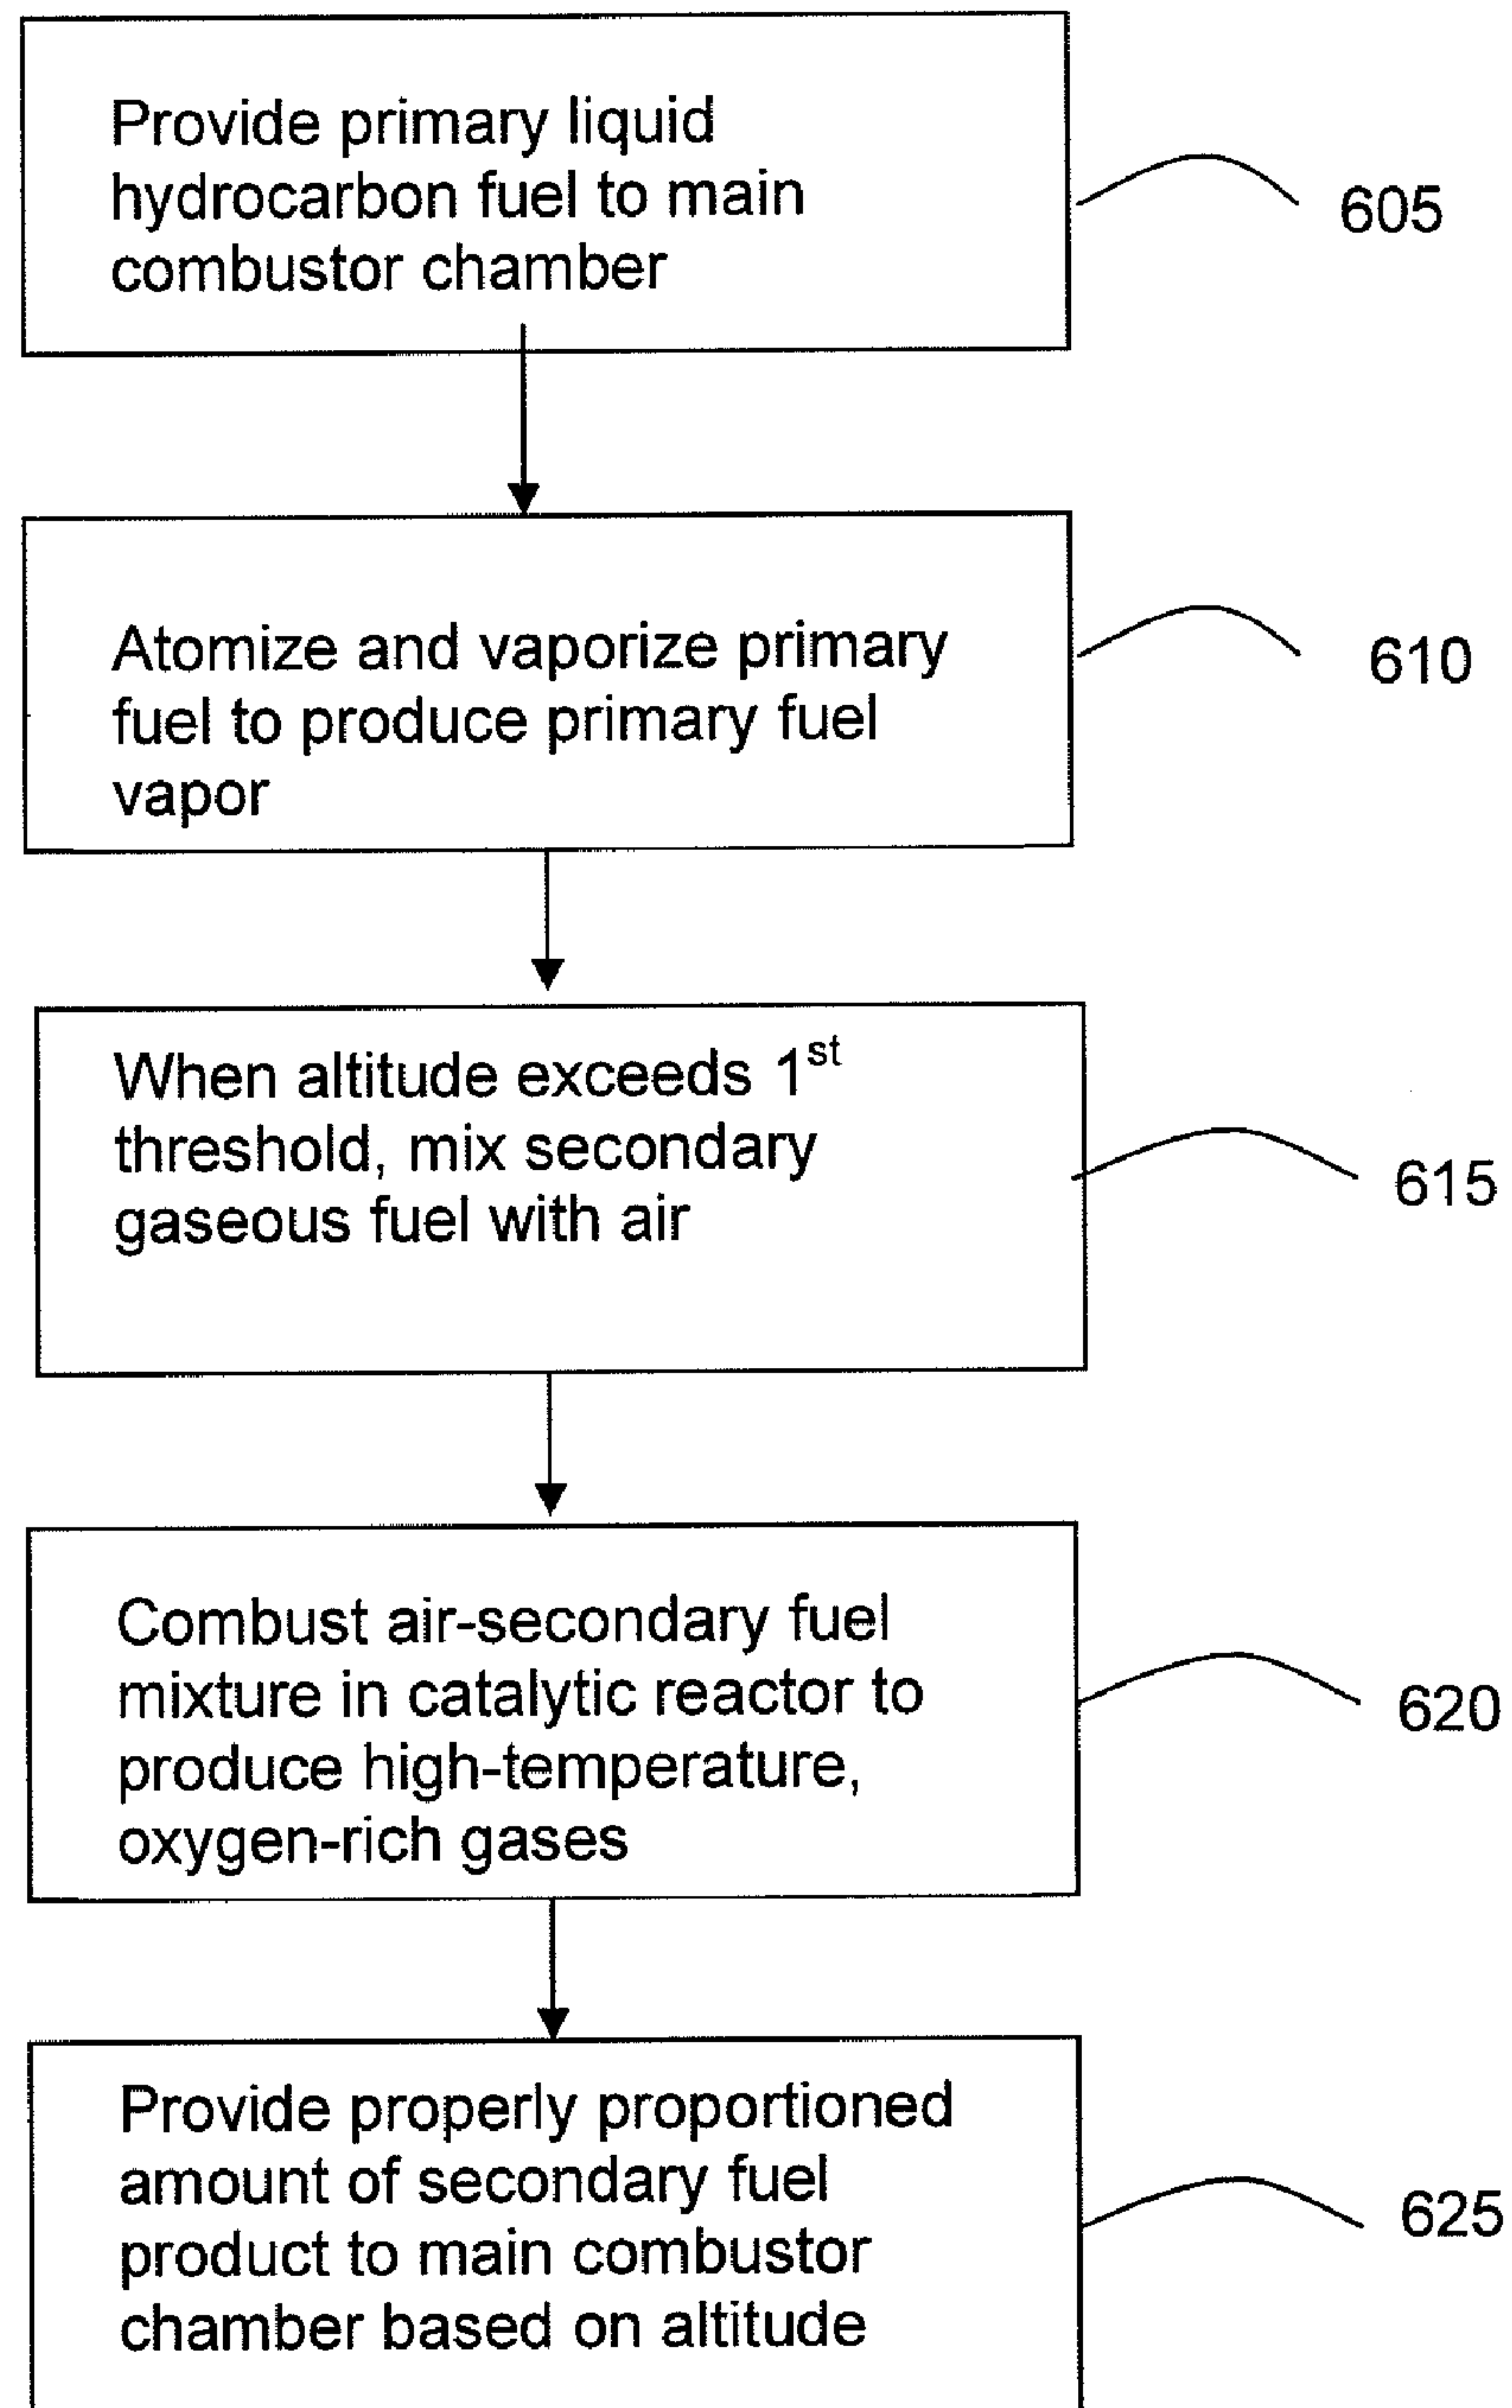 Provide primary liquid
hydrocarbon fuel to main
combustor chamber
605
Atomize and vaporize primary
fuel to produce primary fuel
vapor
610
When altitude exceeds 1st
threshold, mix secondary
gaseous fuel with air
615
Combust air-secondary fuel
mixture in catalytic reactor to
produce high-temperature,
oxygen-rich gases
620
Provide properly proportioned
amount of secondary fuel
product to main combustor
chamber based on altitude
625